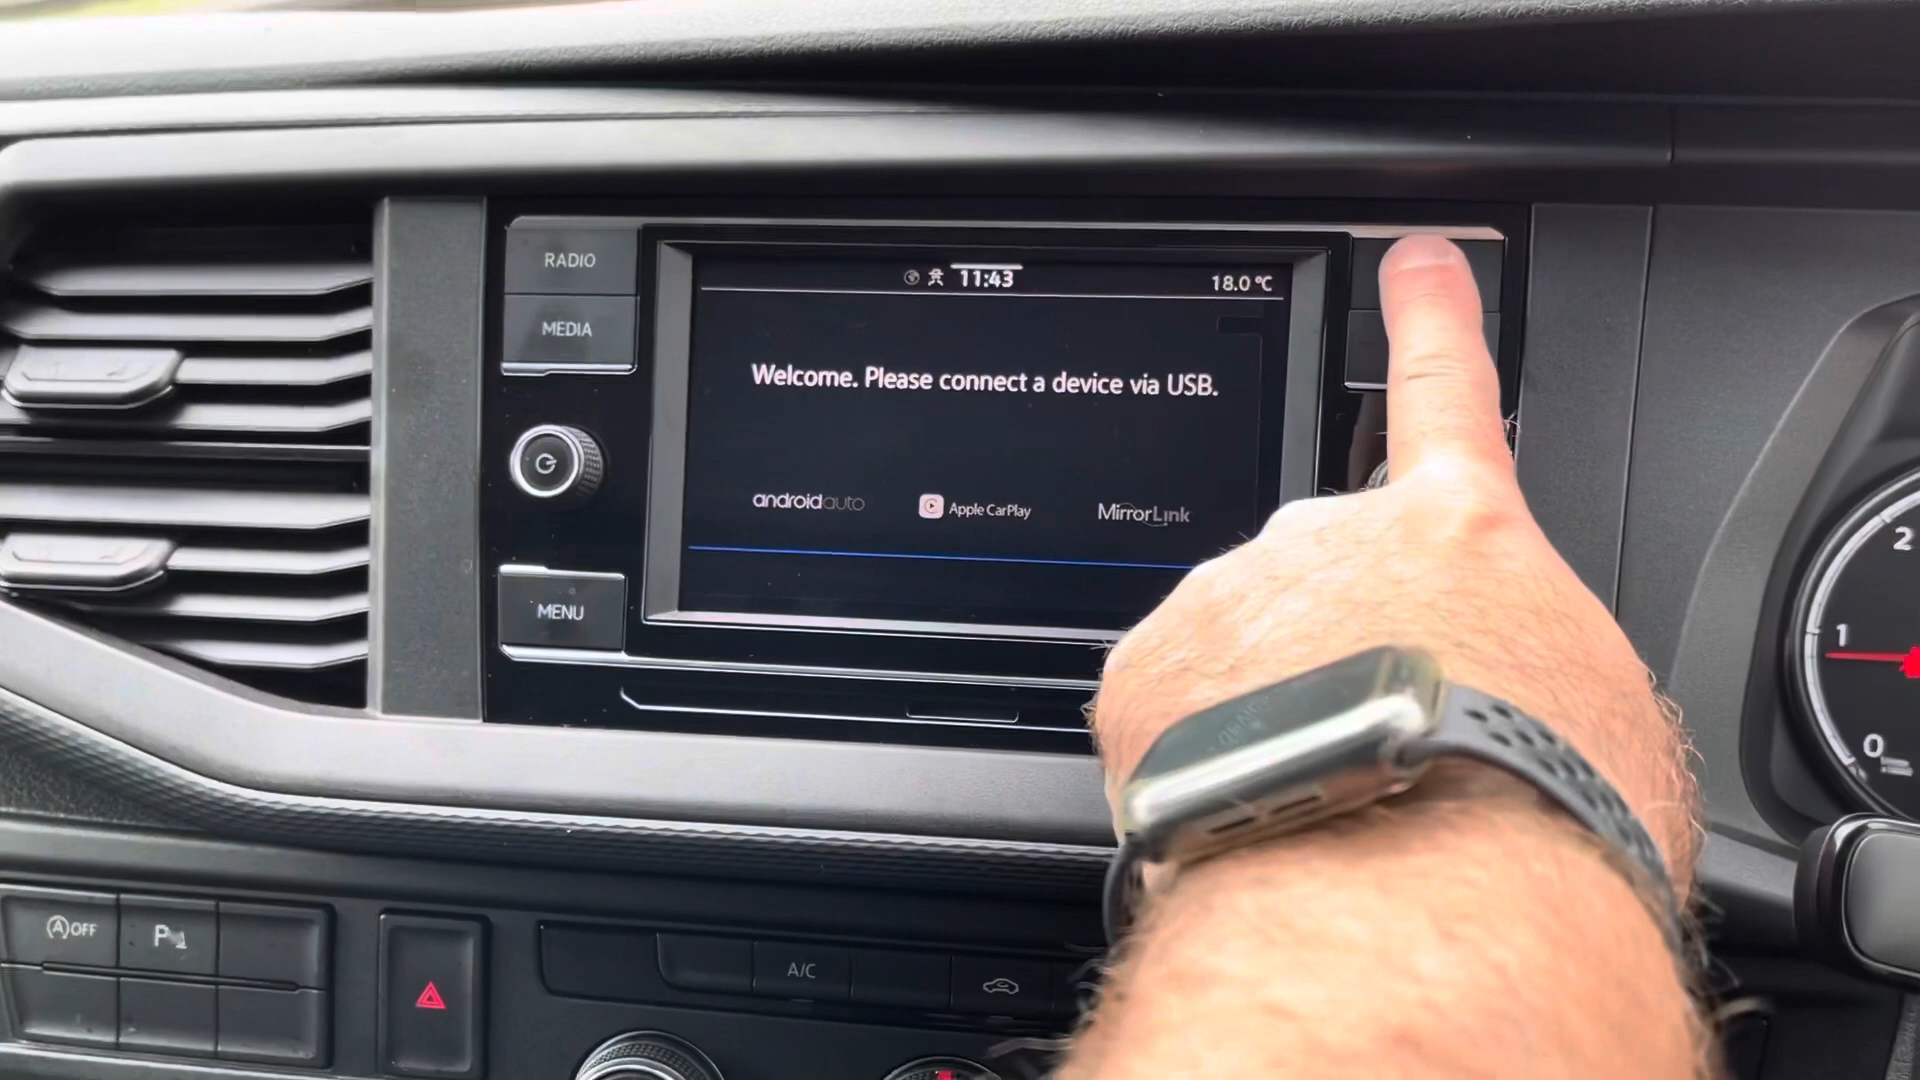 RADIO
MEDIA
MENU
11:43
18.0 °C
Welcome. Please connect a device via USB.
androidauto
Apple CarPlay
MirrorLink
2
1
0
A OFF
P
A/C